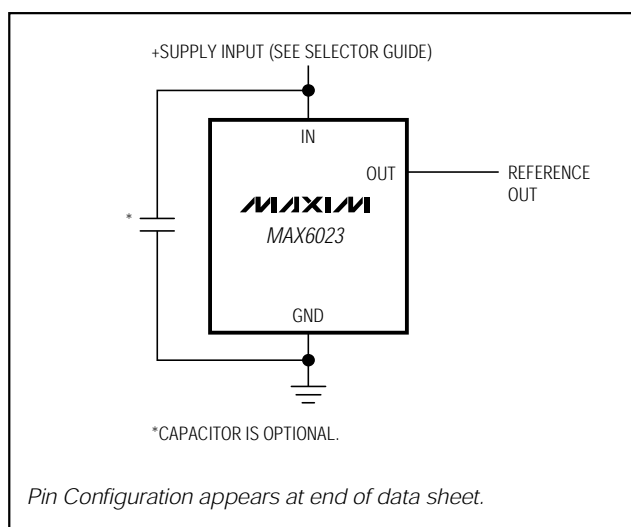 +SUPPLY INPUT (SEE SELECTOR GUIDE)
IN
OUT
REFERENCE
OUT
*
MAXIM
MAX6023
GND
*CAPACITOR IS OPTIONAL.
Pin Configuration appears at end of data sheet.